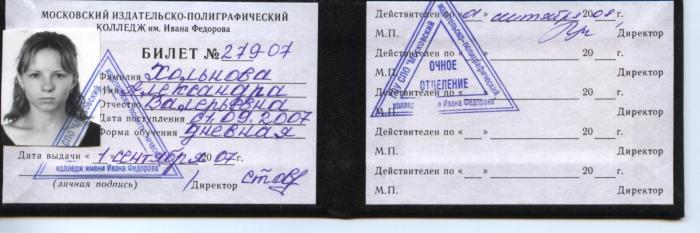 МОСКОВСКИЙ ИЗДАТЕЛЬСКО-ПОЛИГРАФИЧЕСКИЙ
КОЛЛЕДЖ им. Ивана Федорова
БИЛЕТ № 279-07
Фамилия Хольнова
Имя Александра
Отчество Валерьевна
Дата поступления 01.09.2007
Форма обучения дневная
Дата выдачи « 1 » сентября 2007 г.
(личная подпись) Директор
колледж имени Ивана Федорова
Действителен по « 01 » сентября 2008 г.
М.П. Директор
Действителен по « » 20 г.
М.П. Директор
ОЧНОЕ
ОТДЕЛЕНИЕ
Действителен по « » 20 г.
М.П. Директор
Действителен по « » 20 г.
М.П. Директор
Действителен по « » 20 г.
М.П. Директор